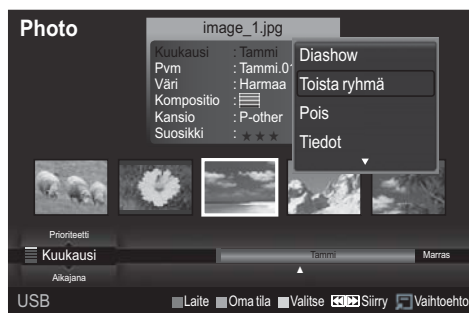 Photo
image_1.jpg
Kuukausi : Tammi
Pvm : Tammi.01
Väri : Harmaa
Kompositio :
Kansio : P-other
Suosikki : ★ ★ ★
Diashow
Toista ryhmä
Pois
Tiedot
Prioriteetti
Kuukausi
Aikajana
Tammi
Marras
USB
Laite Oma tila Valitse Siirry Vaihtoehto